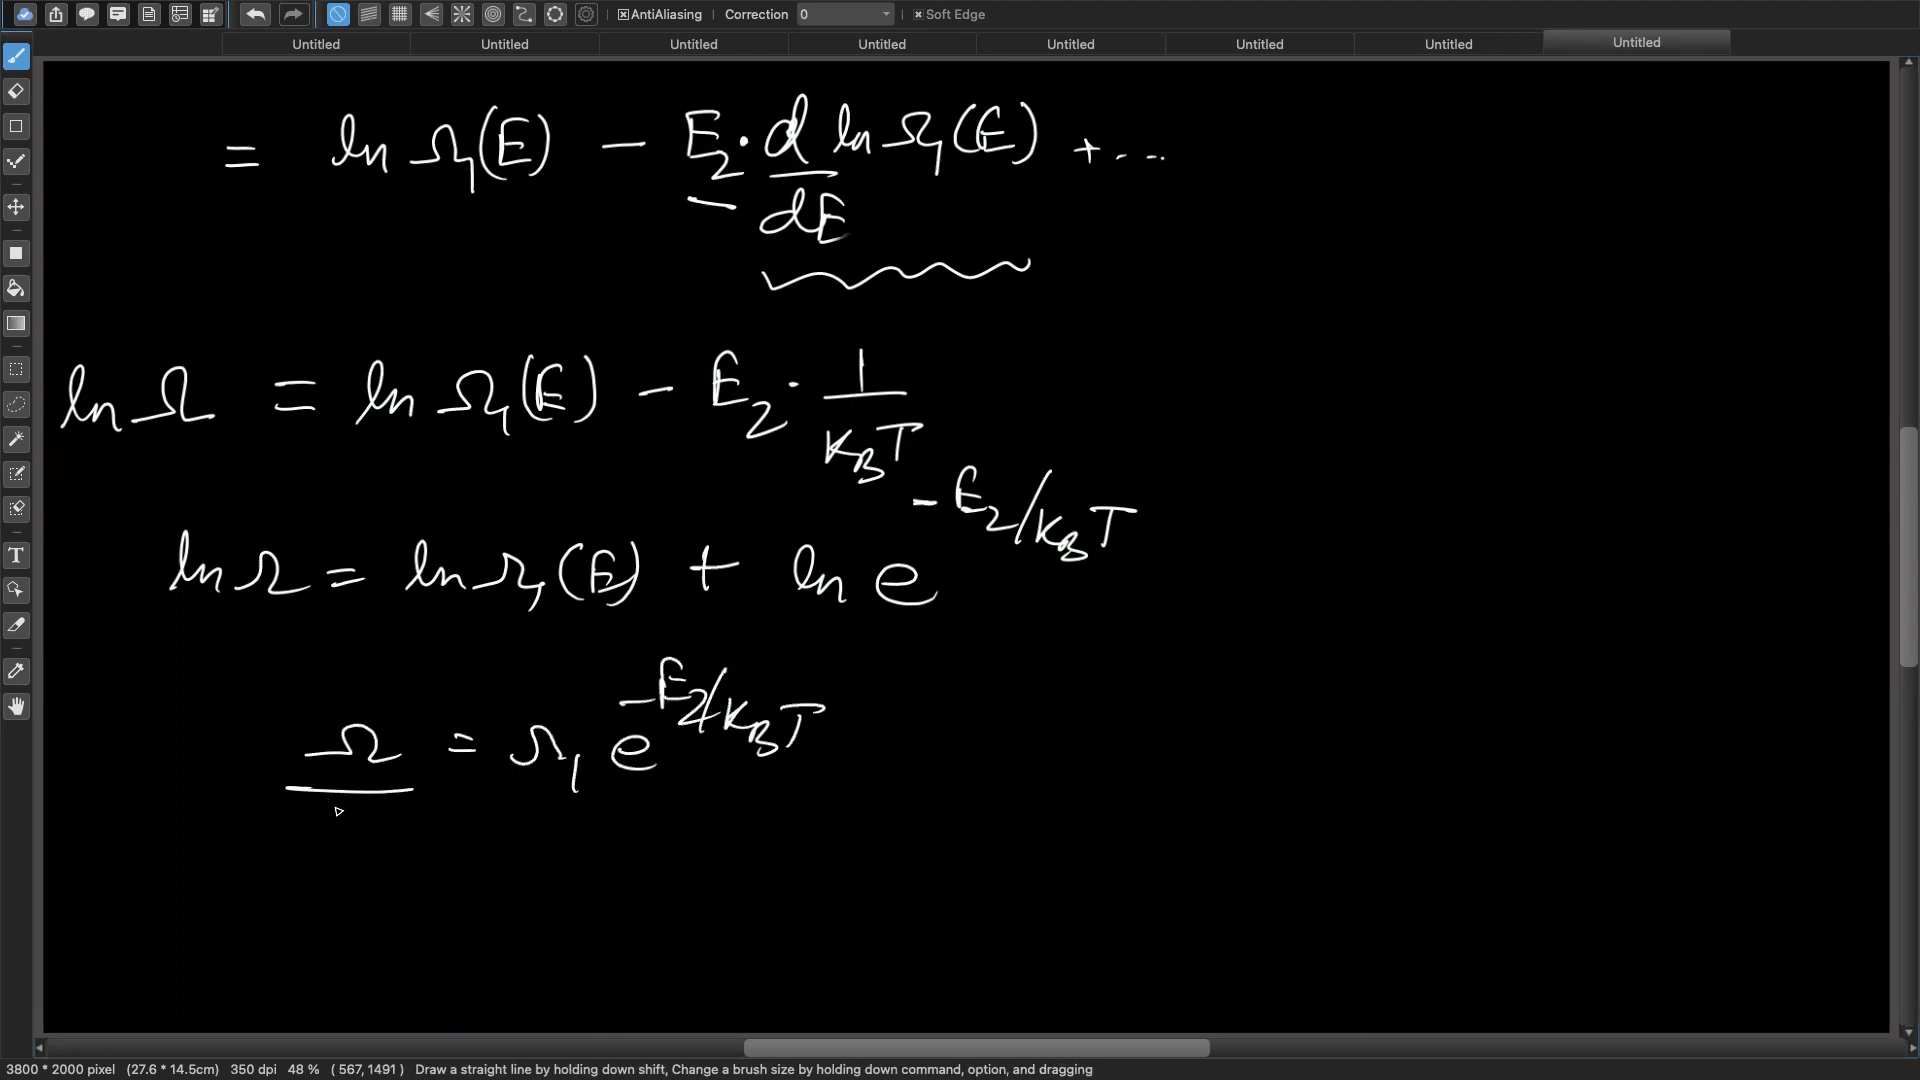 AntiAliasing | Correction 0 | Soft Edge
Untitled Untitled Untitled Untitled Untitled Untitled Untitled Untitled
= ln Ω₁(E) − E₂ · d/dE ln Ω₁(E) + ...
ln Ω = ln Ω₁(E) − E₂ · 1/K_BT
ln Ω = ln Ω₁(E) + ln e^(−E₂/K_BT)
Ω = Ω₁ e^(−E₂/K_BT)
T
3800 * 2000 pixel (27.6 * 14.5cm) 350 dpi 48 % ( 567, 1491 ) Draw a straight line by holding down shift, Change a brush size by holding down command, option, and dragging